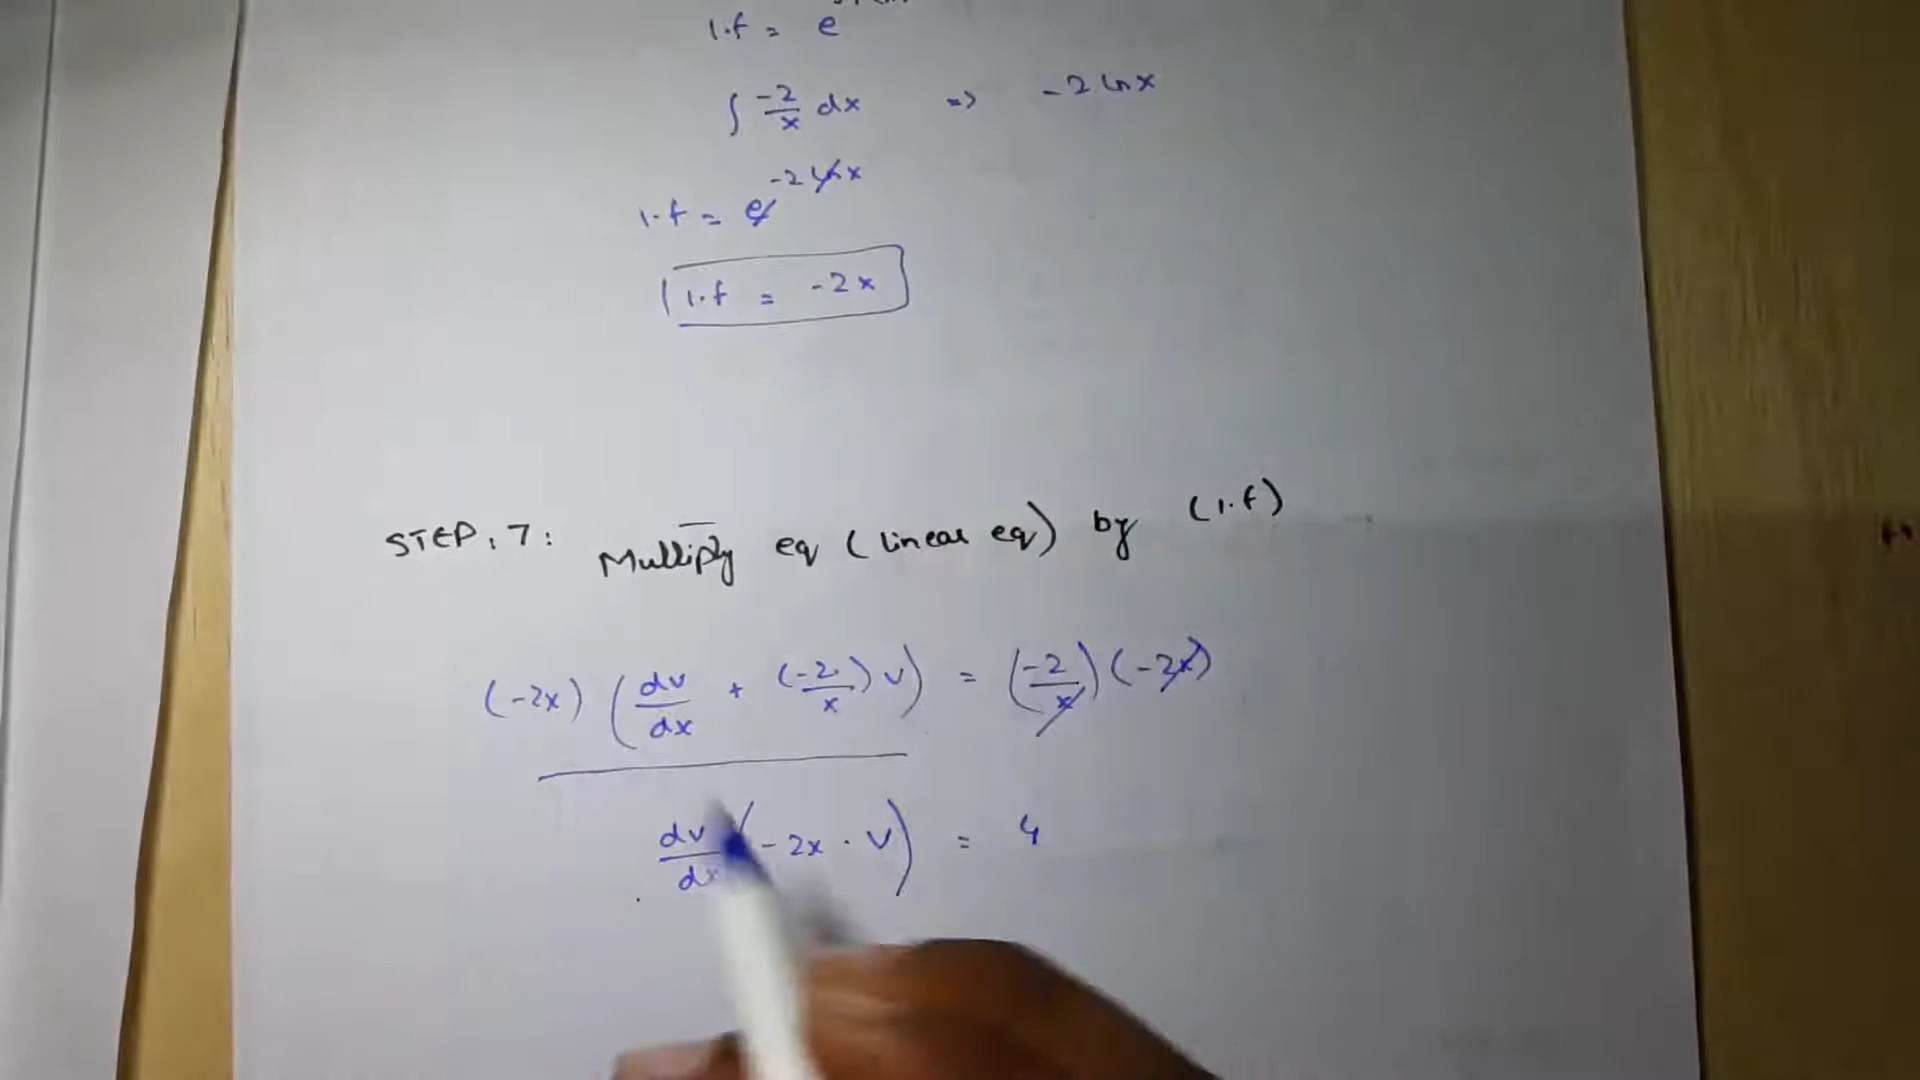 I.f = e
∫ -2/x dx => -2 ln x
I.f = e^-2 ln x
I.f = -2x
STEP: 7: Multiply eq (linear eq) by (I.f)
(-2x) (dv/dx + (-2/x) v) = (-2/x) (-2x)
dv/dx (-2x . v) = 4